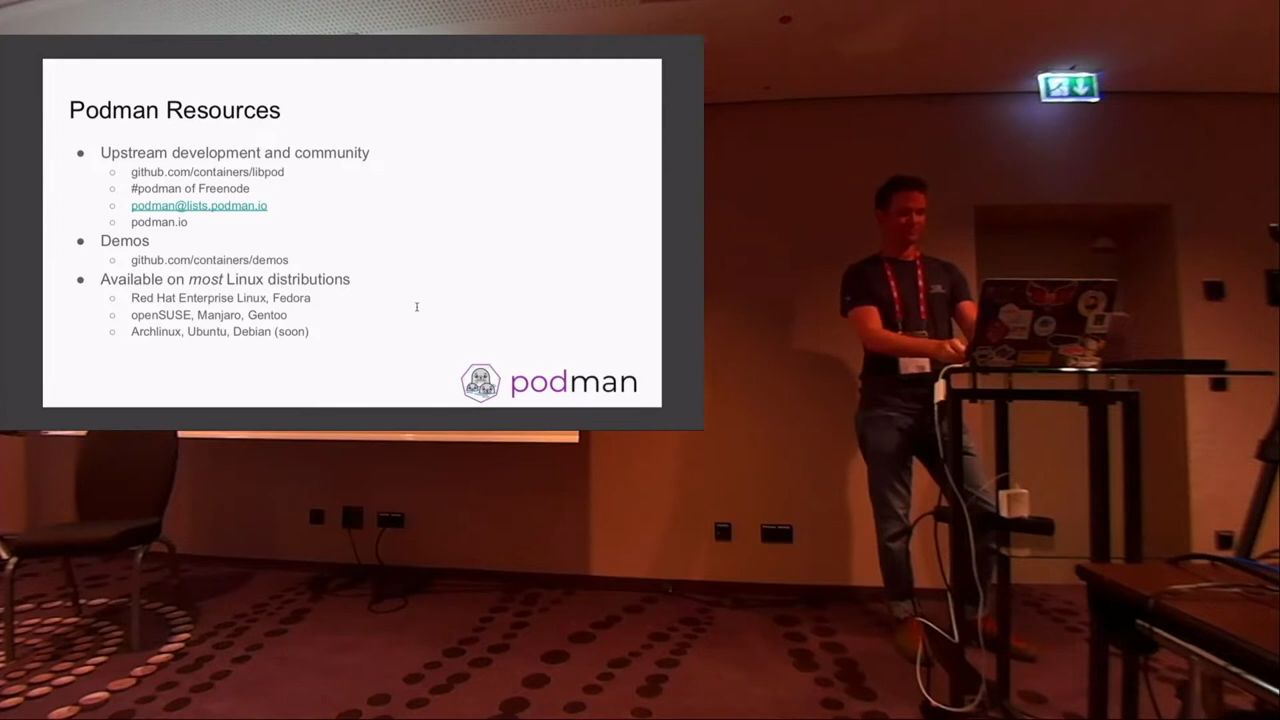 Podman Resources
● Upstream development and community
○ github.com/containers/libpod
○ #podman of Freenode
○ podman@lists.podman.io
○ podman.io
● Demos
○ github.com/containers/demos
● Available on most Linux distributions
○ Red Hat Enterprise Linux, Fedora
○ openSUSE, Manjaro, Gentoo
○ Archlinux, Ubuntu, Debian (soon)
podman